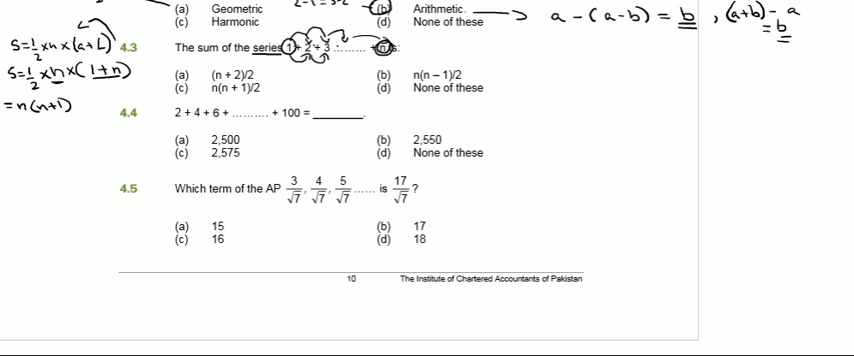 (a) Geometric (b) Arithmetic. a - (a-b) = b , (a+b) - a
(c) Harmonic (d) None of these = b
S=½×n×(a+L) 4.3 The sum of the series 1 + 2 + 3 ........ + n is:
S=½×n×(1+n) (a) (n + 2)/2 (b) n(n – 1)/2
(c) n(n + 1)/2 (d) None of these
=n(n+1)
4.4 2 + 4 + 6 + .......... + 100 = ________.
(a) 2,500 (b) 2,550
(c) 2,575 (d) None of these
4.5 Which term of the AP 3/√7, 4/√7, 5/√7 ...... is 17/√7?
(a) 15 (b) 17
(c) 16 (d) 18
10 The Institute of Chartered Accountants of Pakistan